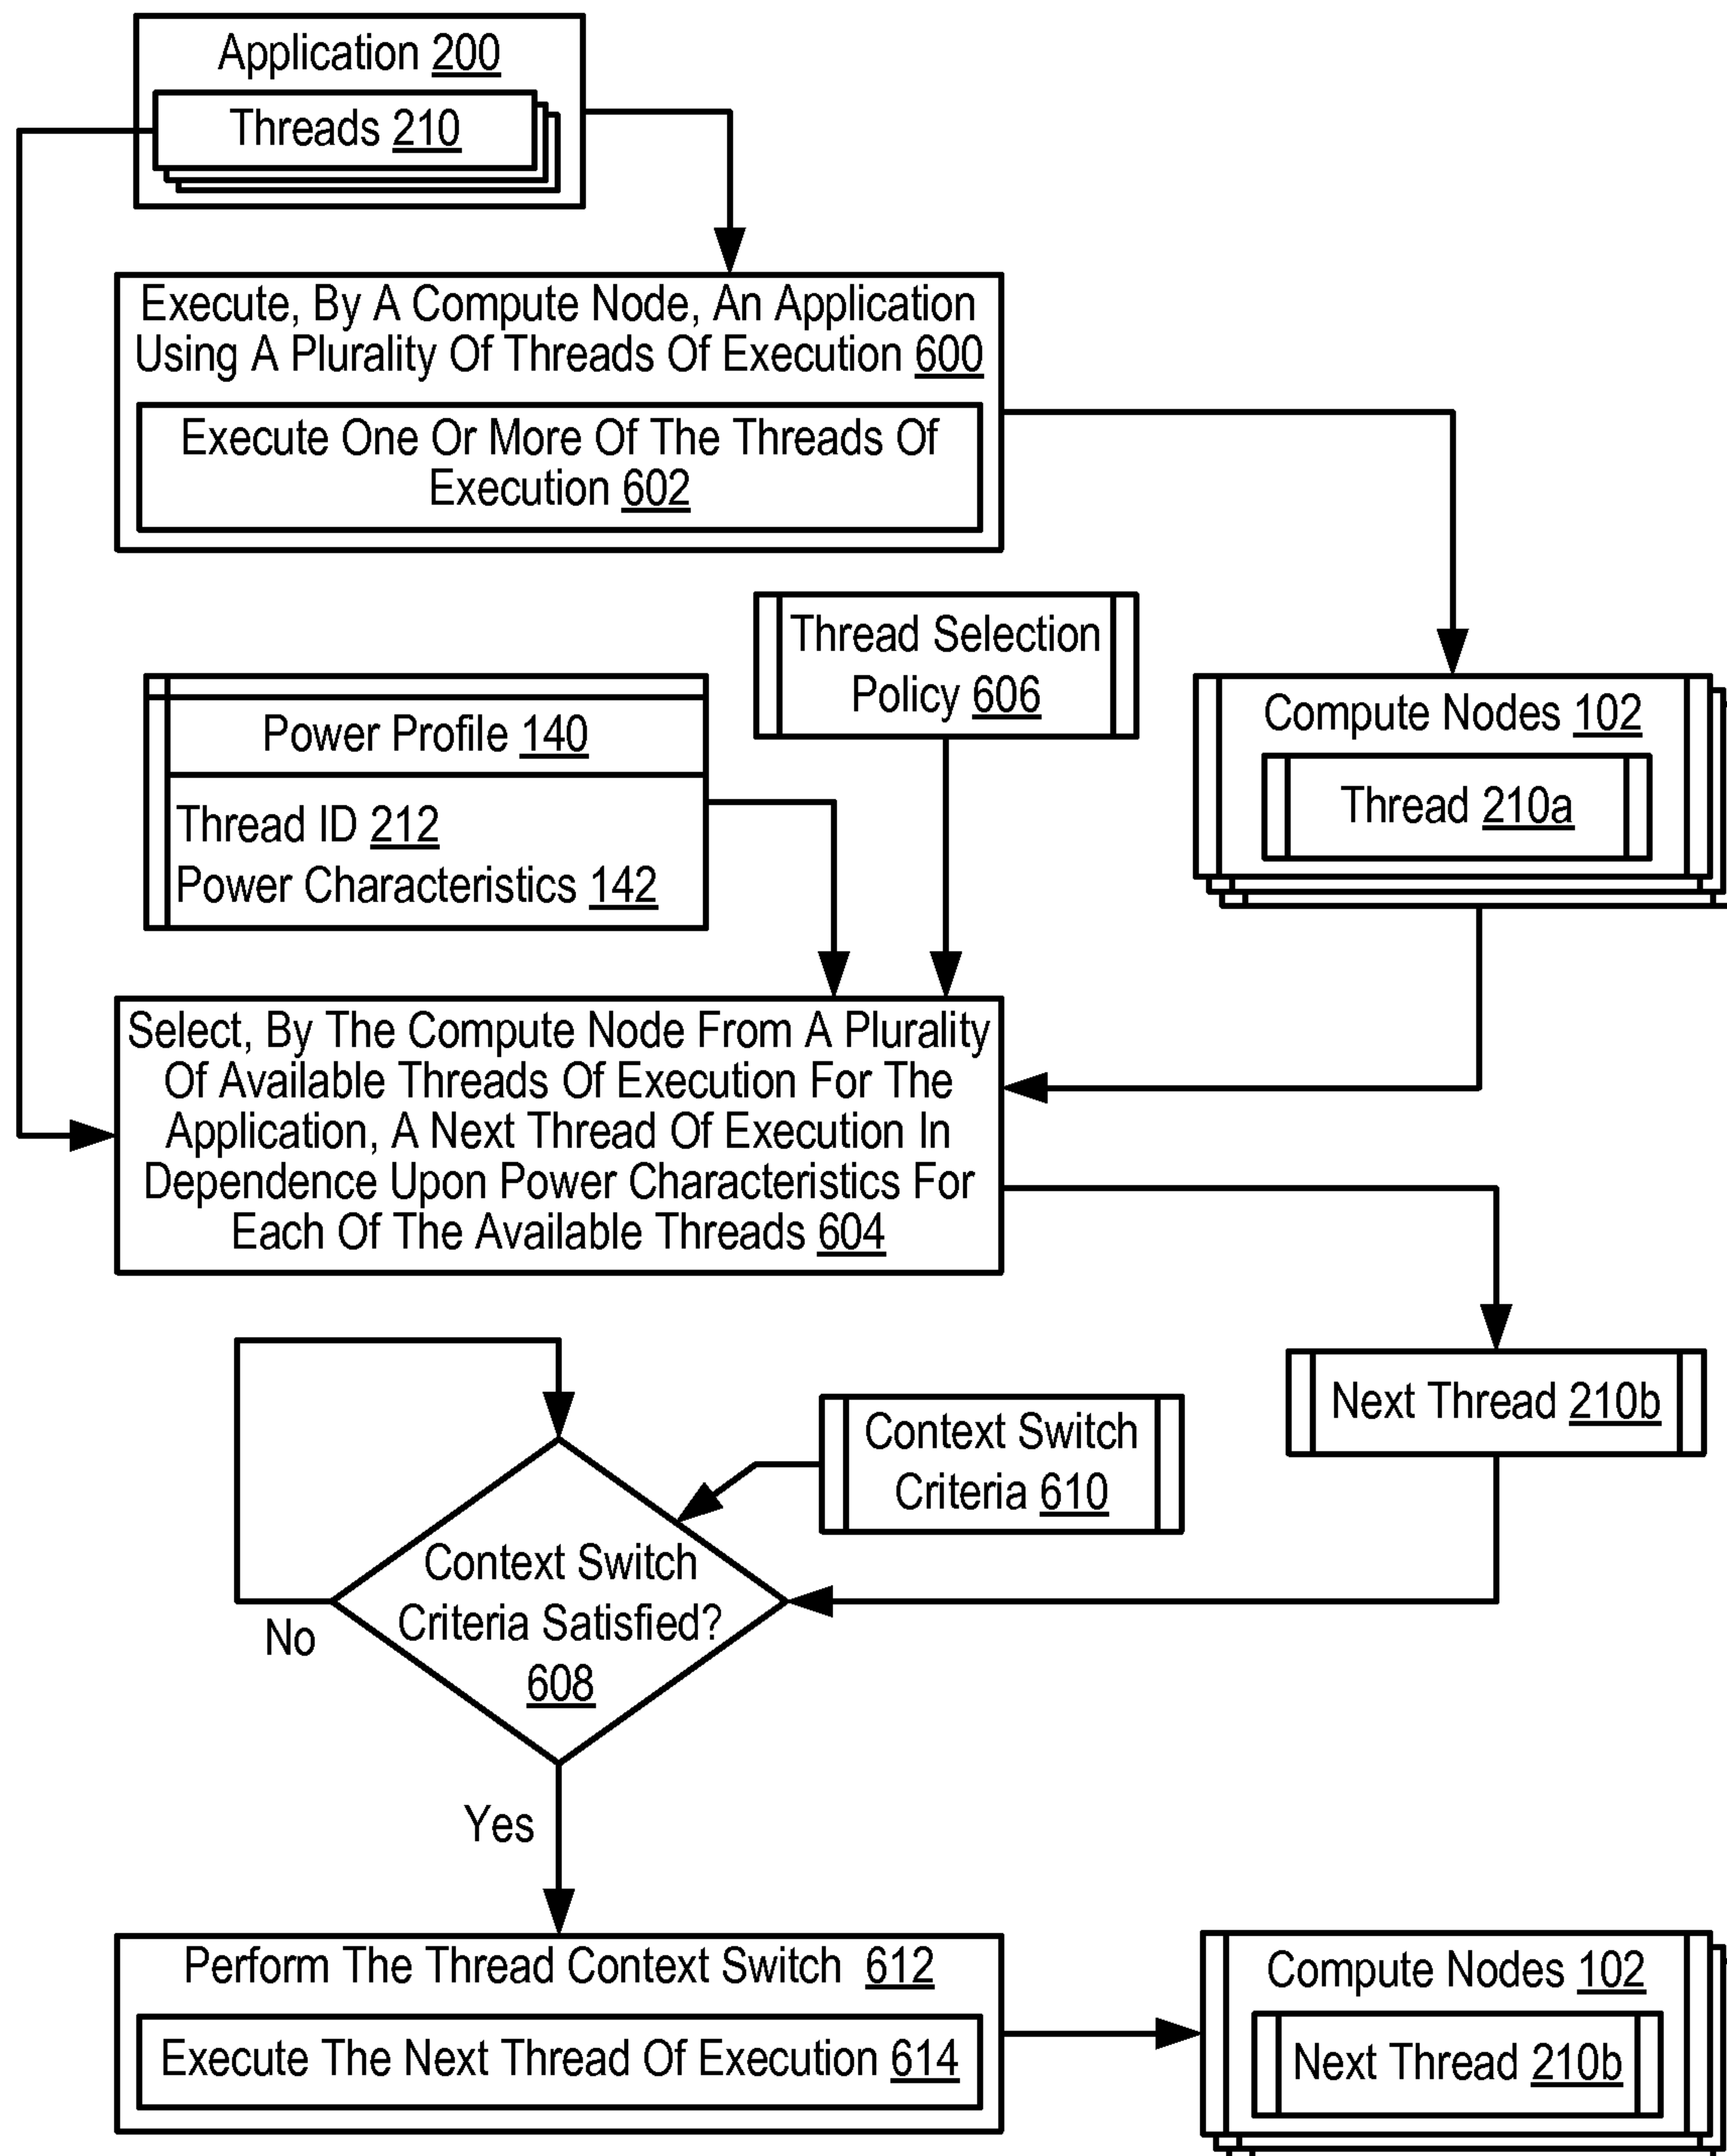 Application 200
Threads 210
Execute, By A Compute Node, An Application
Using A Plurality Of Threads Of Execution 600
Execute One Or More Of The Threads Of
Execution 602
Thread Selection
Policy 606
Power Profile 140
Thread ID 212
Power Characteristics 142
Compute Nodes 102
Thread 210a
Select, By The Compute Node From A Plurality
Of Available Threads Of Execution For The
Application, A Next Thread Of Execution In
Dependence Upon Power Characteristics For
Each Of The Available Threads 604
Next Thread 210b
Context Switch
Criteria 610
Context Switch
Criteria Satisfied?
608
No
Yes
Perform The Thread Context Switch 612
Execute The Next Thread Of Execution 614
Compute Nodes 102
Next Thread 210b